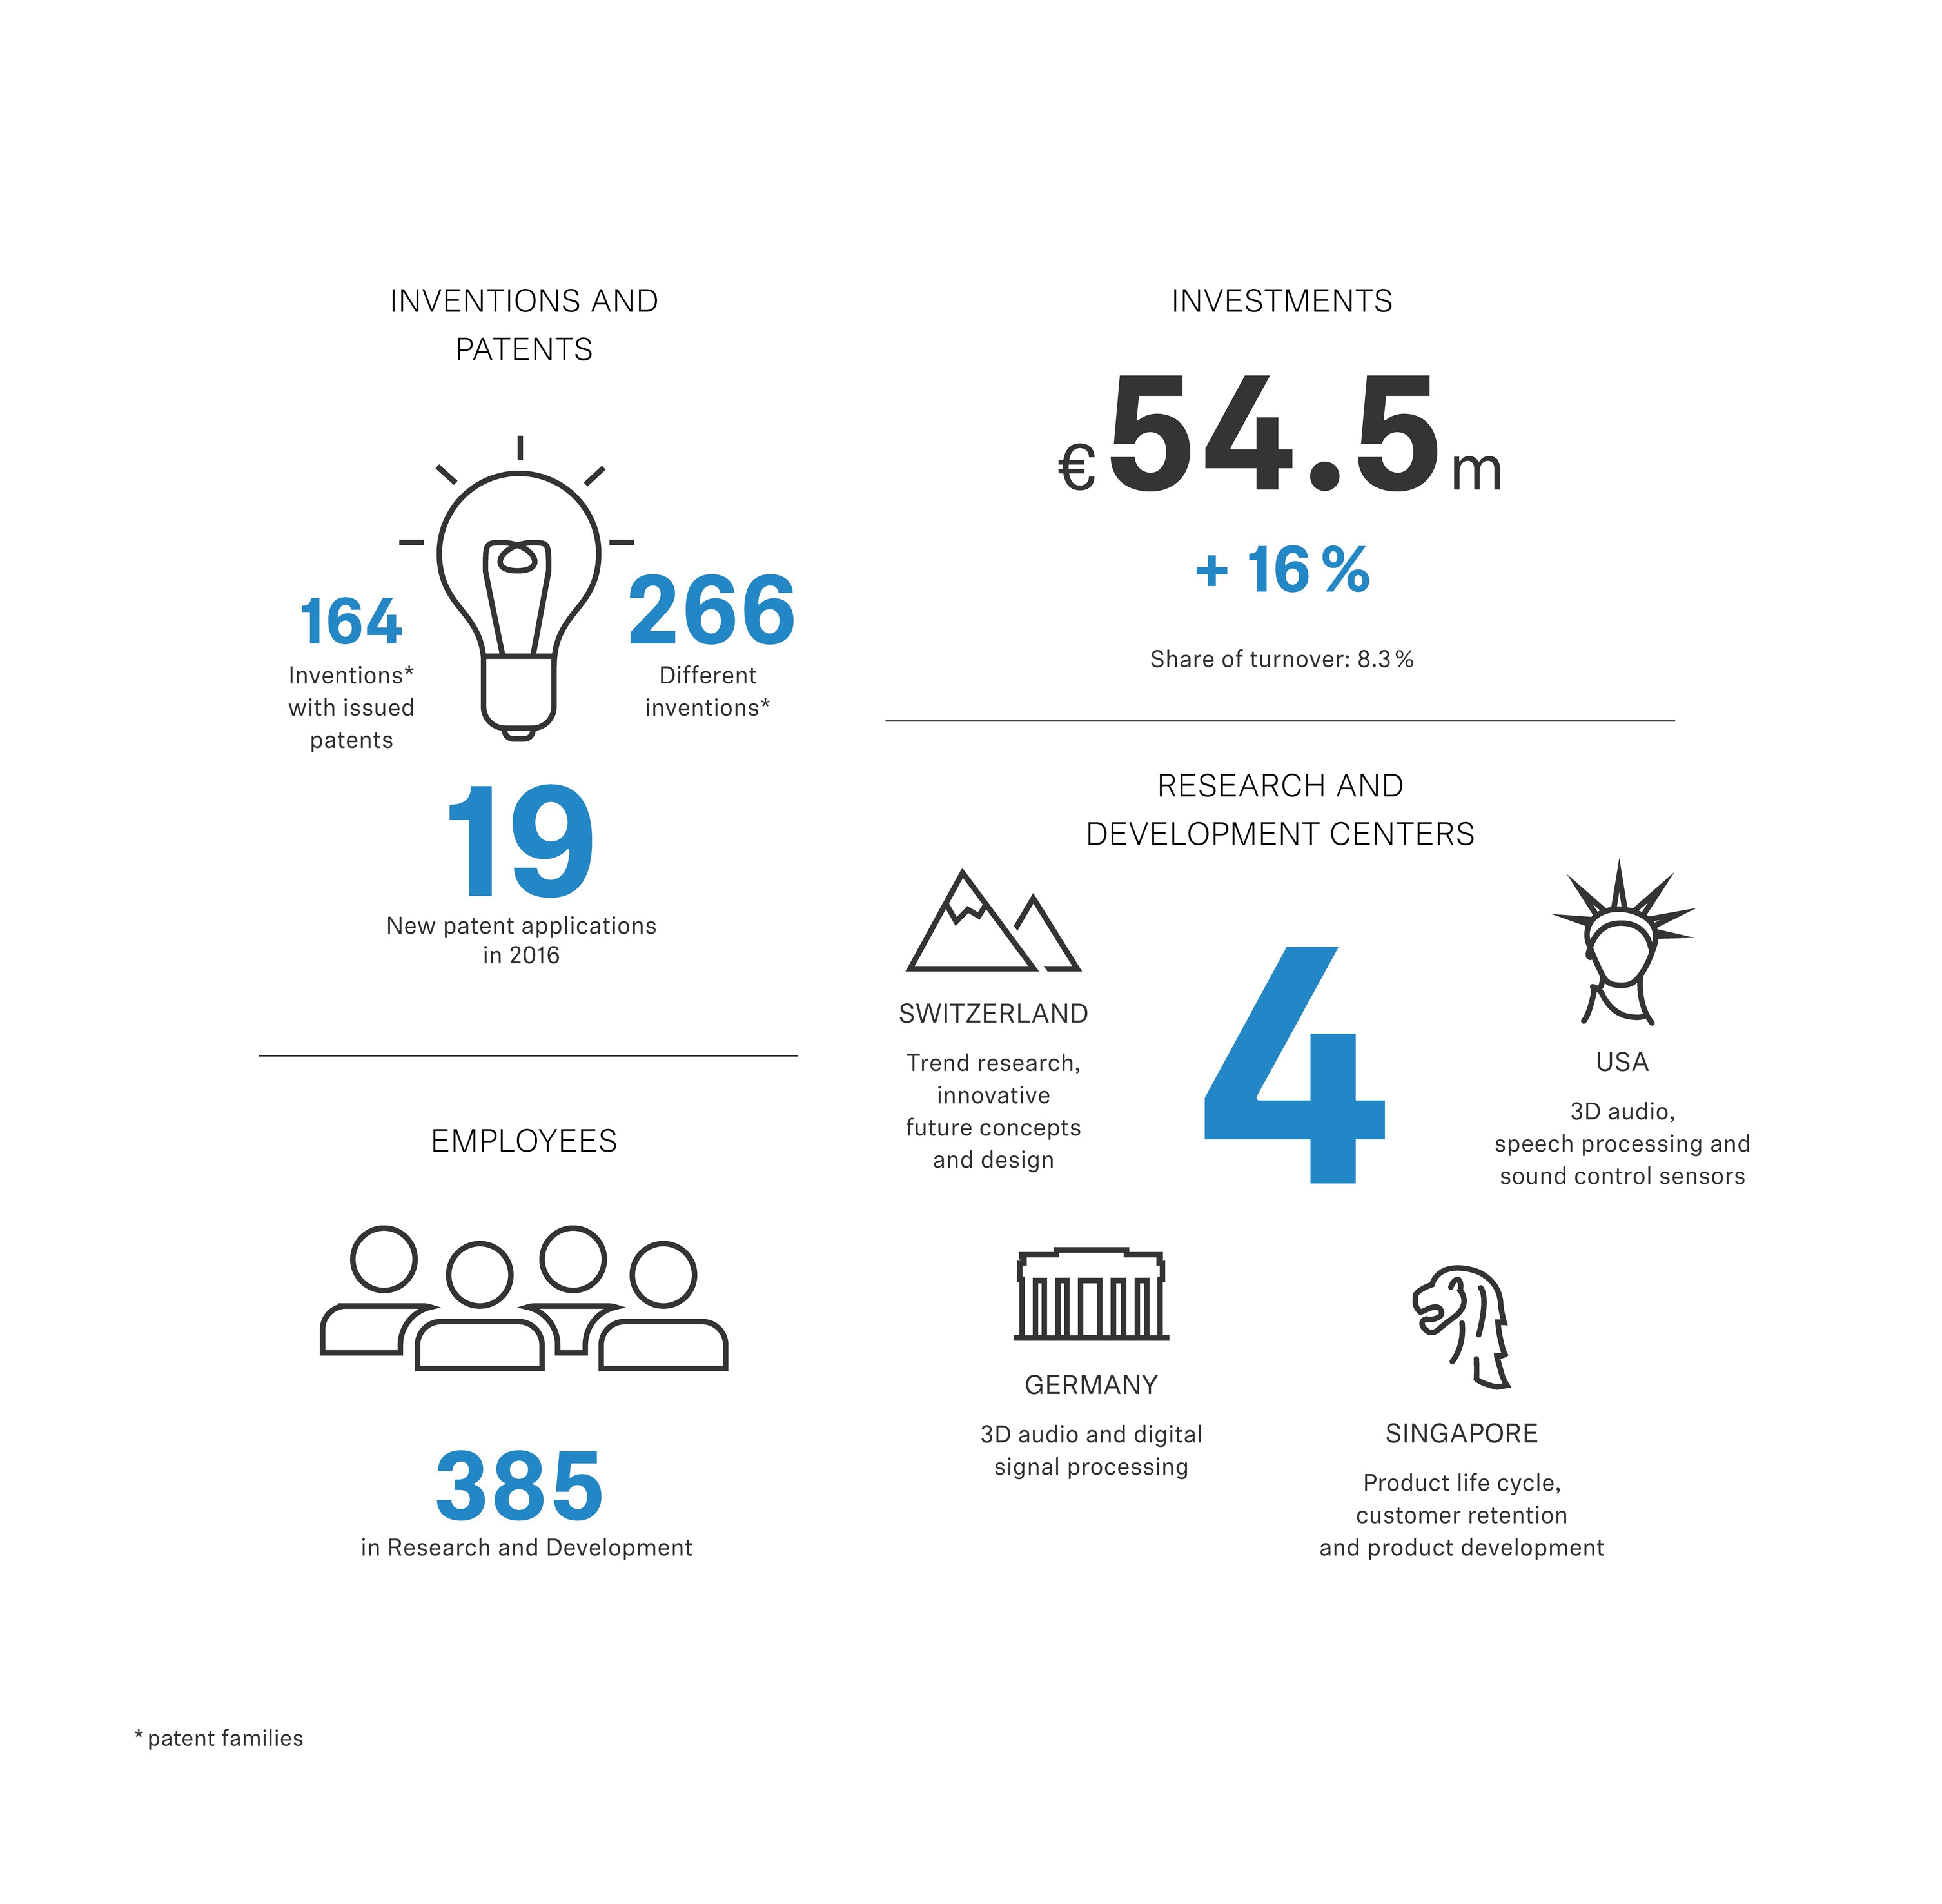 INVENTIONS AND
PATENTS
164
Inventions*
with issued
patents
266
Different
inventions*
19
New patent applications
in 2016
EMPLOYEES
385
in Research and Development
INVESTMENTS
€54.5m
+ 16 %
Share of turnover: 8.3 %
RESEARCH AND
DEVELOPMENT CENTERS
4
SWITZERLAND
Trend research,
innovative
future concepts
and design
USA
3D audio,
speech processing and
sound control sensors
GERMANY
3D audio and digital
signal processing
SINGAPORE
Product life cycle,
customer retention
and product development
* patent families